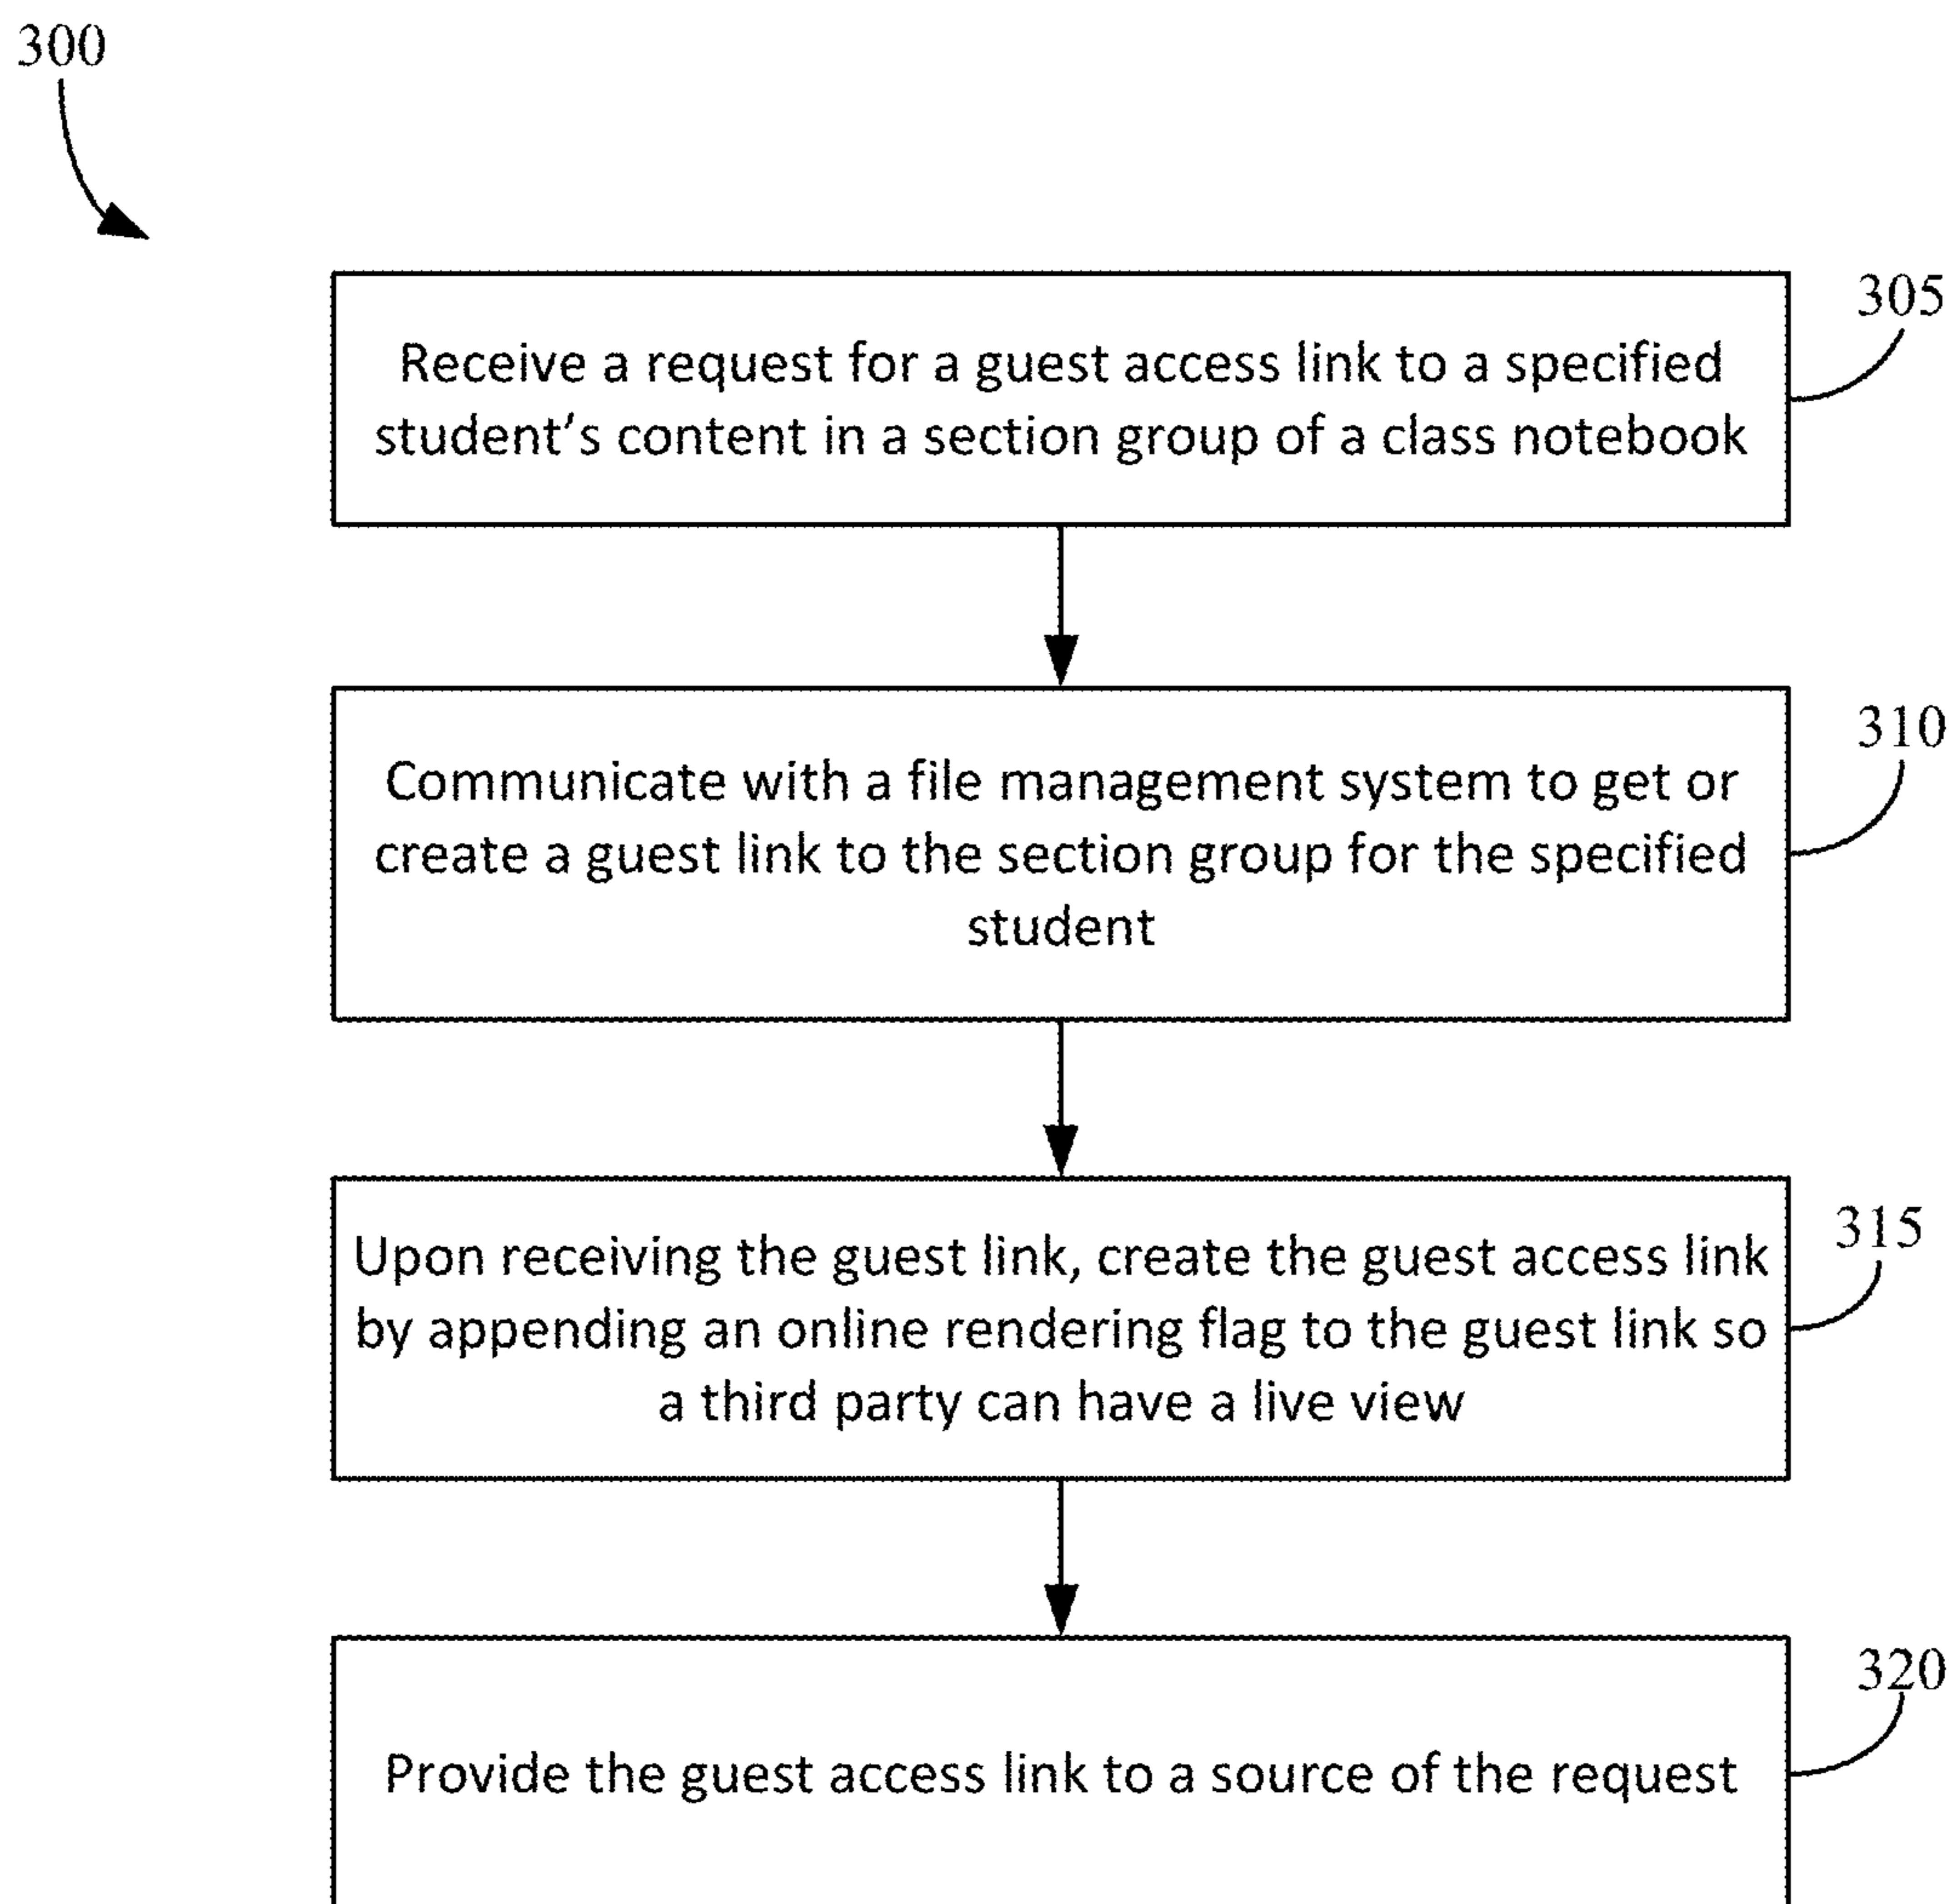 300
305
Receive a request for a guest access link to a specified
student's content in a section group of a class notebook
310
Communicate with a file management system to get or
create a guest link to the section group for the specified
student
315
Upon receiving the guest link, create the guest access link
by appending an online rendering flag to the guest link so
a third party can have a live view
320
Provide the guest access link to a source of the request